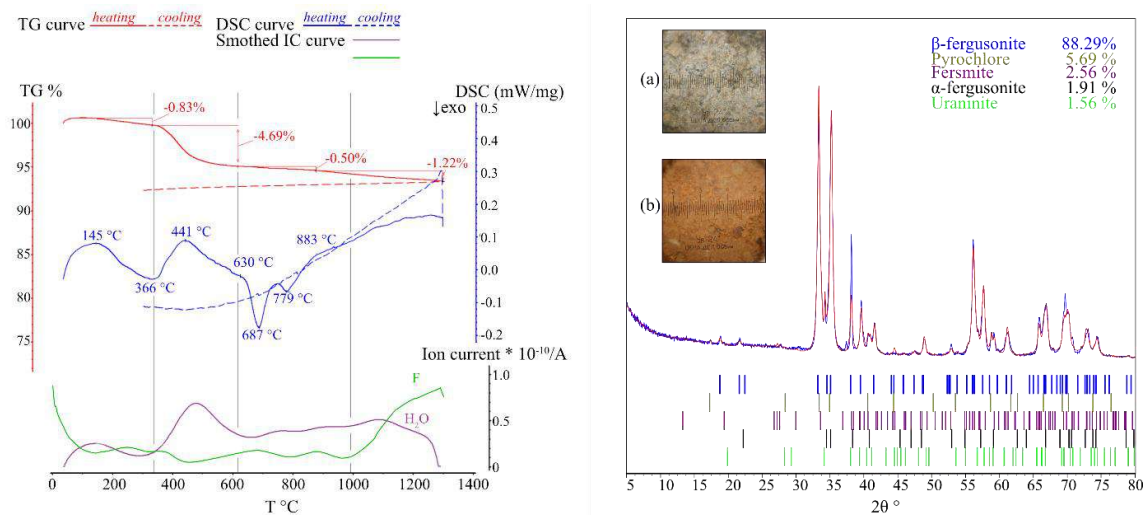 TG curve heating cooling DSC curve heating cooling
Smothed IC curve
TG %
DSC (mW/mg)
↓exo
100
95
90
85
80
75
-0.83%
-4.69%
-0.50%
-1.22%
0.5
0.4
0.3
0.2
0.1
0.0
-0.1
-0.2
145 °C
441 °C
630 °C
883 °C
366 °C
779 °C
687 °C
Ion current * 10⁻¹⁰/A
F
H₂O
1.0
0.5
0
0 200 400 600 800 1000 1200 1400
T °C
(a)
(b)
β-fergusonite 88.29%
Pyrochlore 5.69%
Fersmite 2.56 %
α-fergusonite 1.91 %
Uraninite 1.56 %
5 10 15 20 25 30 35 40 45 50 55 60 65 70 75 80
2θ °